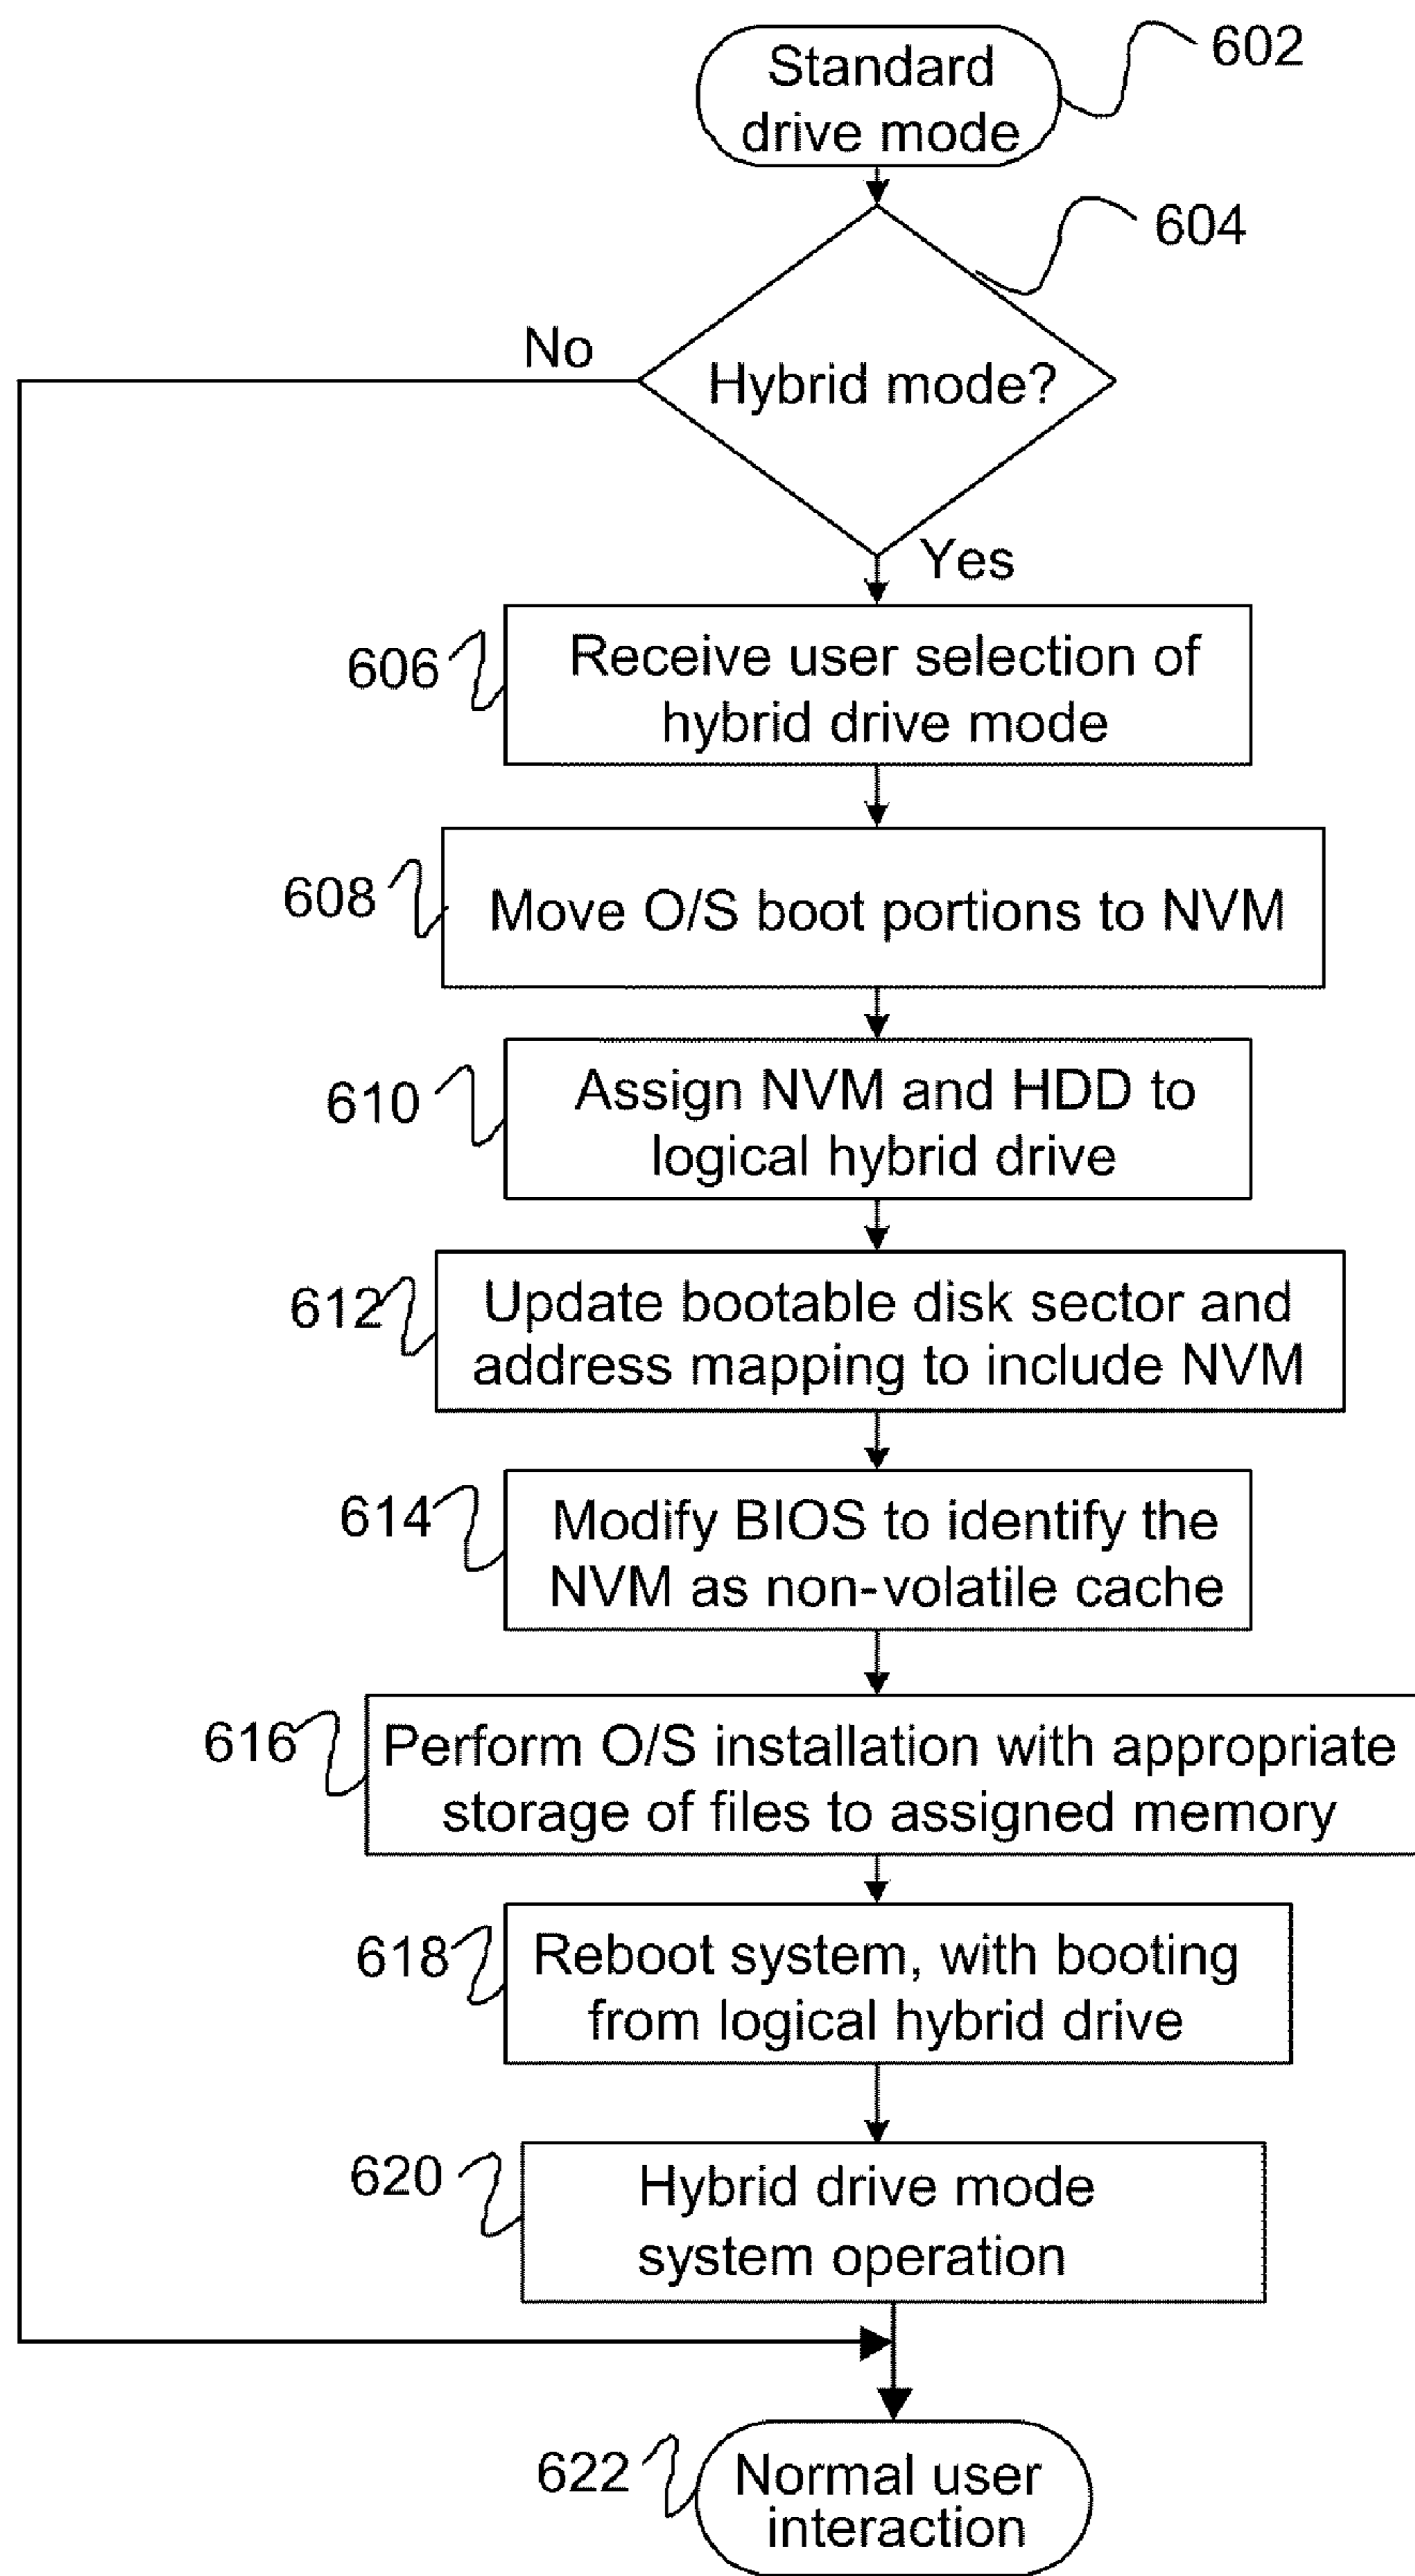 Standard
drive mode
602
604
No
Hybrid mode?
Yes
606
Receive user selection of
hybrid drive mode
608
Move O/S boot portions to NVM
610
Assign NVM and HDD to
logical hybrid drive
612
Update bootable disk sector and
address mapping to include NVM
614
Modify BIOS to identify the
NVM as non-volatile cache
616
Perform O/S installation with appropriate
storage of files to assigned memory
618
Reboot system, with booting
from logical hybrid drive
620
Hybrid drive mode
system operation
622
Normal user
interaction